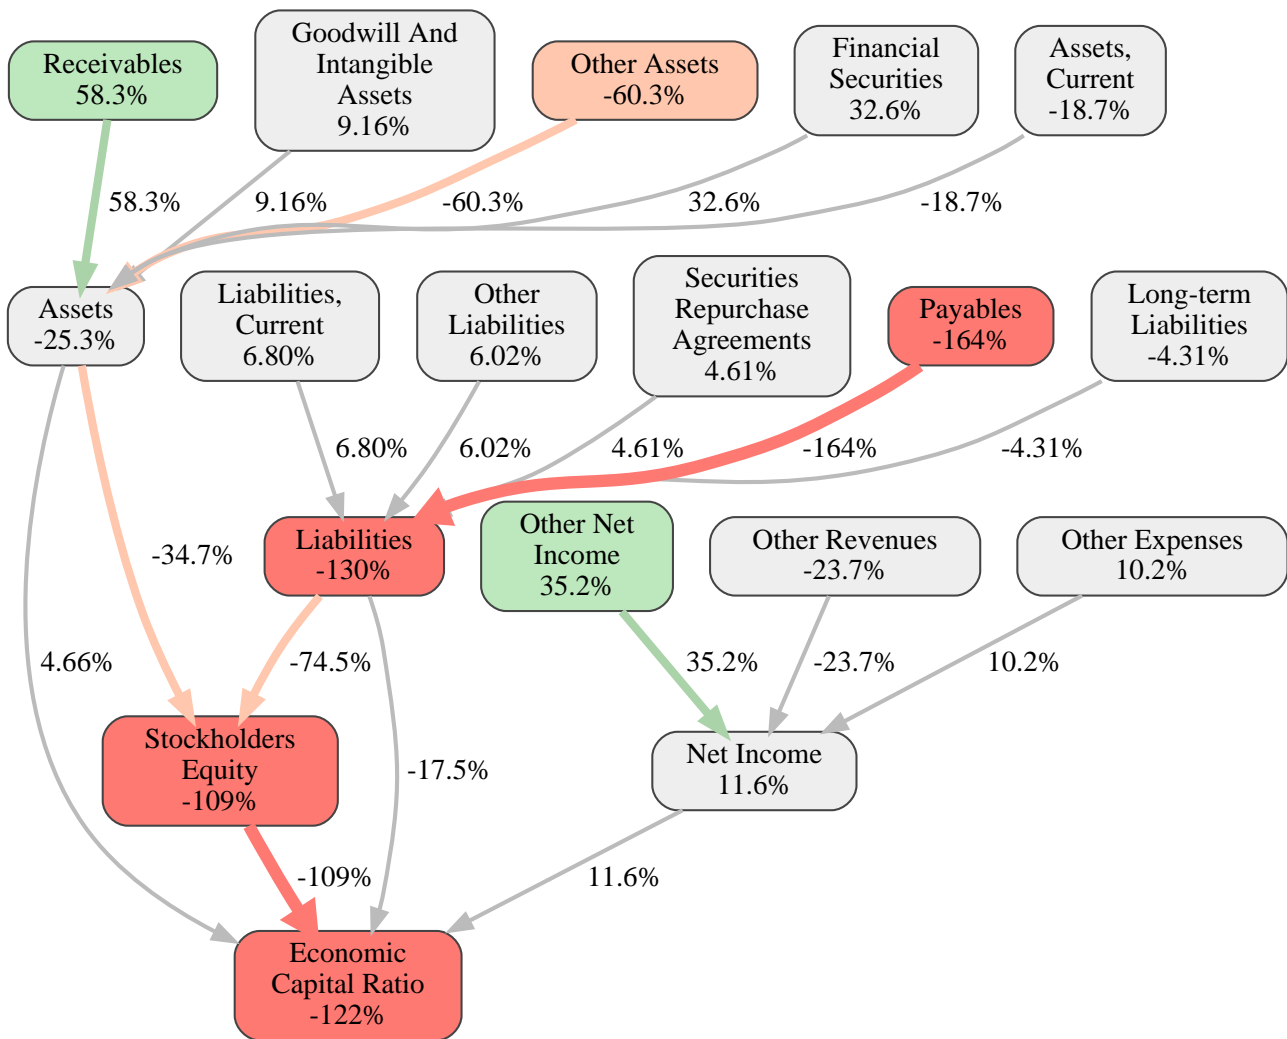 Receivables
58.3%
Goodwill And
Intangible
Assets
9.16%
Other Assets
-60.3%
Financial
Securities
32.6%
Assets,
Current
-18.7%
58.3%
9.16%
-60.3%
32.6%
-18.7%
Assets
-25.3%
Liabilities,
Current
6.80%
Other
Liabilities
6.02%
Securities
Repurchase
Agreements
4.61%
Payables
-164%
Long-term
Liabilities
-4.31%
6.80%
6.02%
4.61%
-164%
-4.31%
-34.7%
Liabilities
-130%
Other Net
Income
35.2%
Other Revenues
-23.7%
Other Expenses
10.2%
4.66%
-74.5%
35.2%
-23.7%
10.2%
Stockholders
Equity
-109%
-17.5%
Net Income
11.6%
-109%
11.6%
Economic
Capital Ratio
-122%